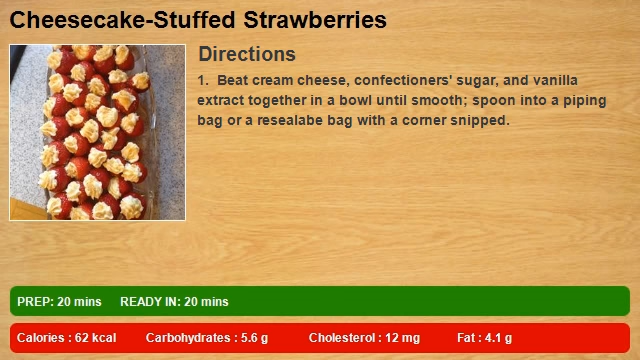 Cheesecake-Stuffed Strawberries
Directions
1.  Beat cream cheese, confectioners' sugar, and vanilla
extract together in a bowl until smooth; spoon into a piping
bag or a resealabe bag with a corner snipped.
PREP: 20 mins READY IN: 20 mins
Calories : 62 kcal Carbohydrates : 5.6 g Cholesterol : 12 mg Fat : 4.1 g